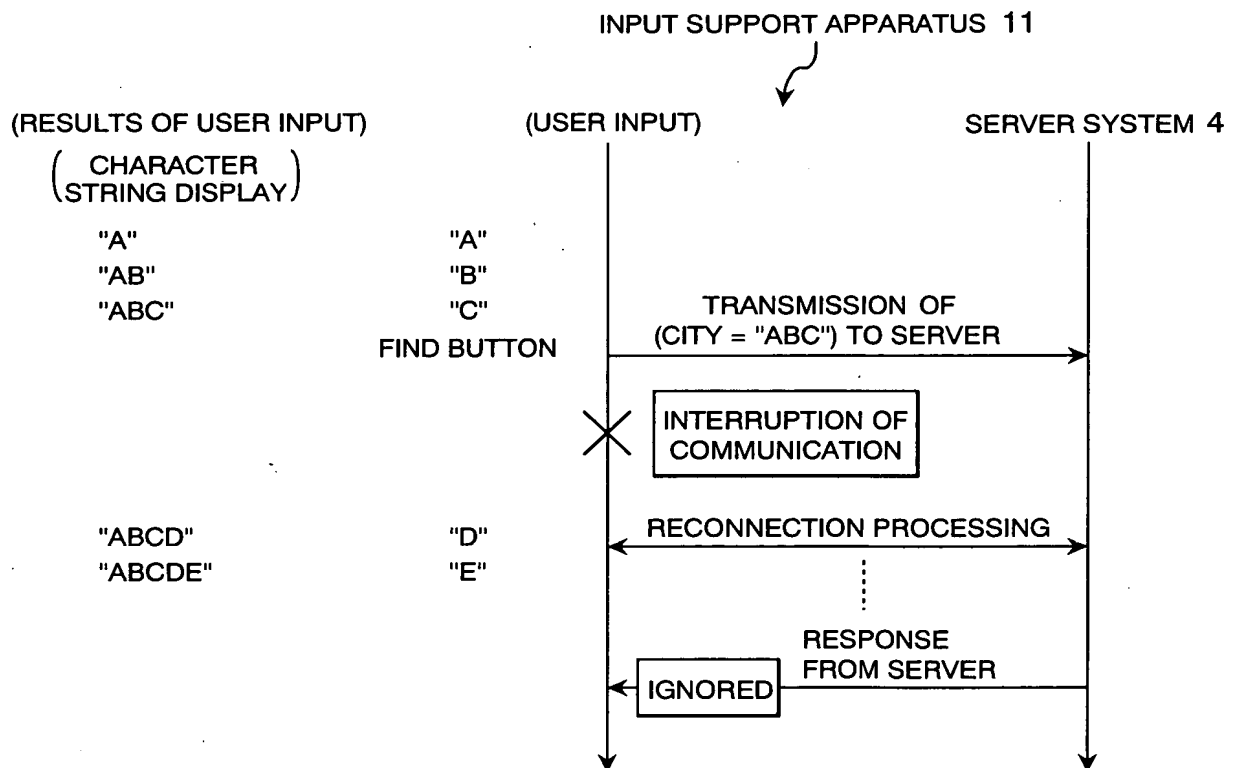 INPUT SUPPORT APPARATUS 11
(RESULTS OF USER INPUT) (USER INPUT) SERVER SYSTEM 4
(CHARACTER
STRING DISPLAY)
"A" "A"
"AB" "B"
"ABC" "C"
FIND BUTTON
TRANSMISSION OF
(CITY = "ABC") TO SERVER
INTERRUPTION OF
COMMUNICATION
"ABCD" "D" RECONNECTION PROCESSING
"ABCDE" "E"
RESPONSE
FROM SERVER
IGNORED